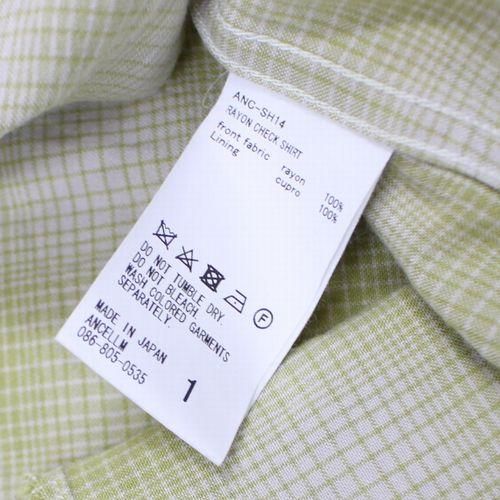 ANC-SH14
RAYON CHECK SHIRT
front fabric rayon 100%
Lining cupro 100%
F
DO NOT TUMBLE DRY.
DO NOT BLEACH.
WASH COLORED GARMENTS
SEPARATELY.
MADE IN JAPAN
ANCELLM
086-805-0535
1